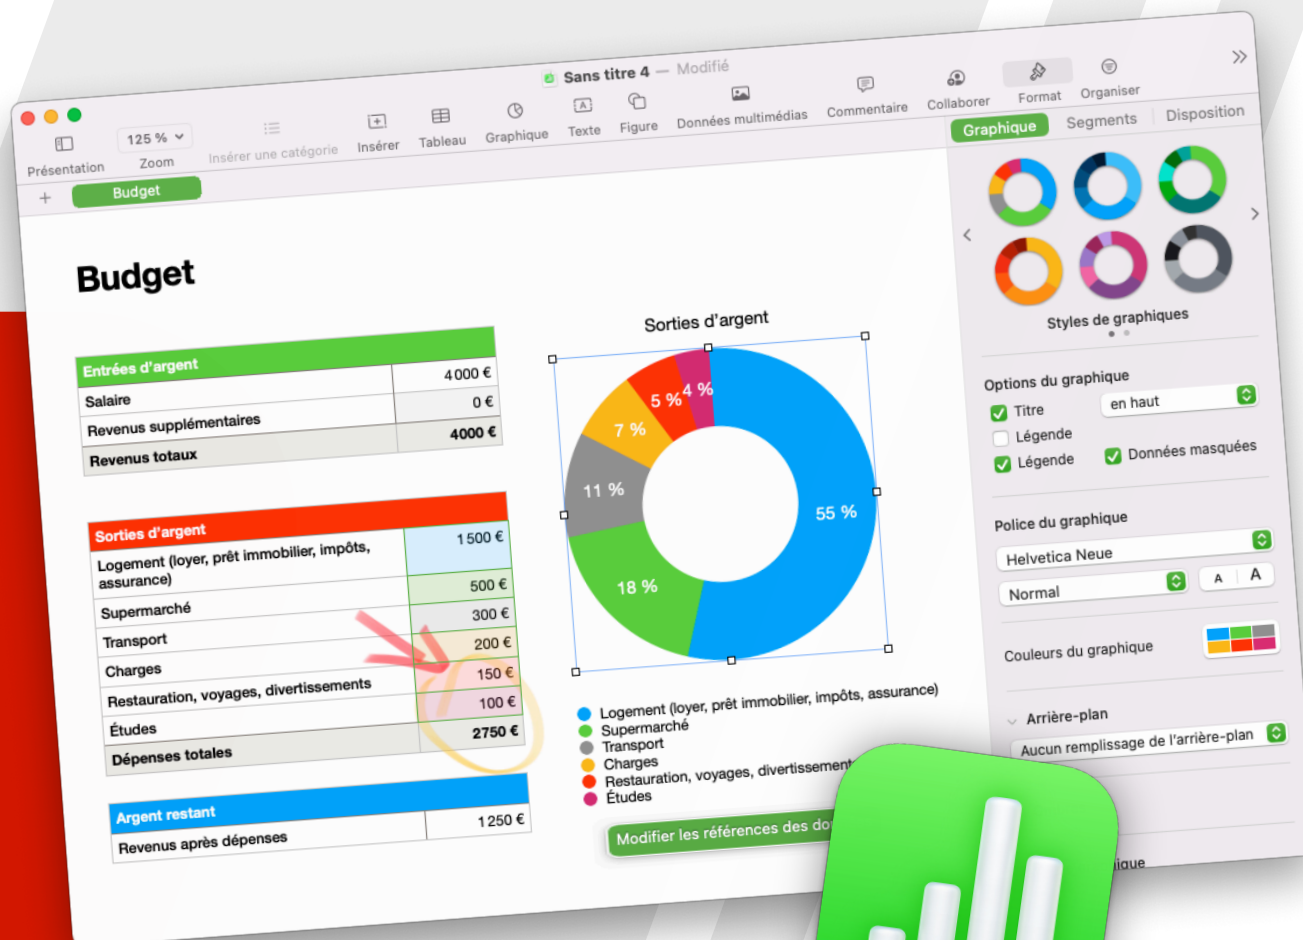 Sans titre 4 — Modifié
Présentation
125 %
Zoom
Insérer une catégorie
Insérer
Tableau
Graphique
Texte
Figure
Données multimédias
Commentaire
Collaborer
Format
Organiser
Budget
Graphique
Segments
Disposition
Budget
Entrées d’argent
Salaire 4 000 €
Revenus supplémentaires 0 €
Revenus totaux 4000 €
Sorties d’argent
Logement (loyer, prêt immobilier, impôts, 1 500 €
assurance)
Supermarché 500 €
Transport 300 €
Charges 200 €
Restauration, voyages, divertissements 150 €
Études 100 €
Dépenses totales 2750 €
Argent restant
Revenus après dépenses 1 250 €
Sorties d’argent
4 %
5 %
7 %
11 %
55 %
18 %
Logement (loyer, prêt immobilier, impôts, assurance)
Supermarché
Transport
Charges
Restauration, voyages, divertissement
Études
Modifier les références des do
Styles de graphiques
Options du graphique
Titre
en haut
Légende
Légende
Données masquées
Police du graphique
Helvetica Neue
Normal
A A
Couleurs du graphique
Arrière-plan
Aucun remplissage de l’arrière-plan
ique